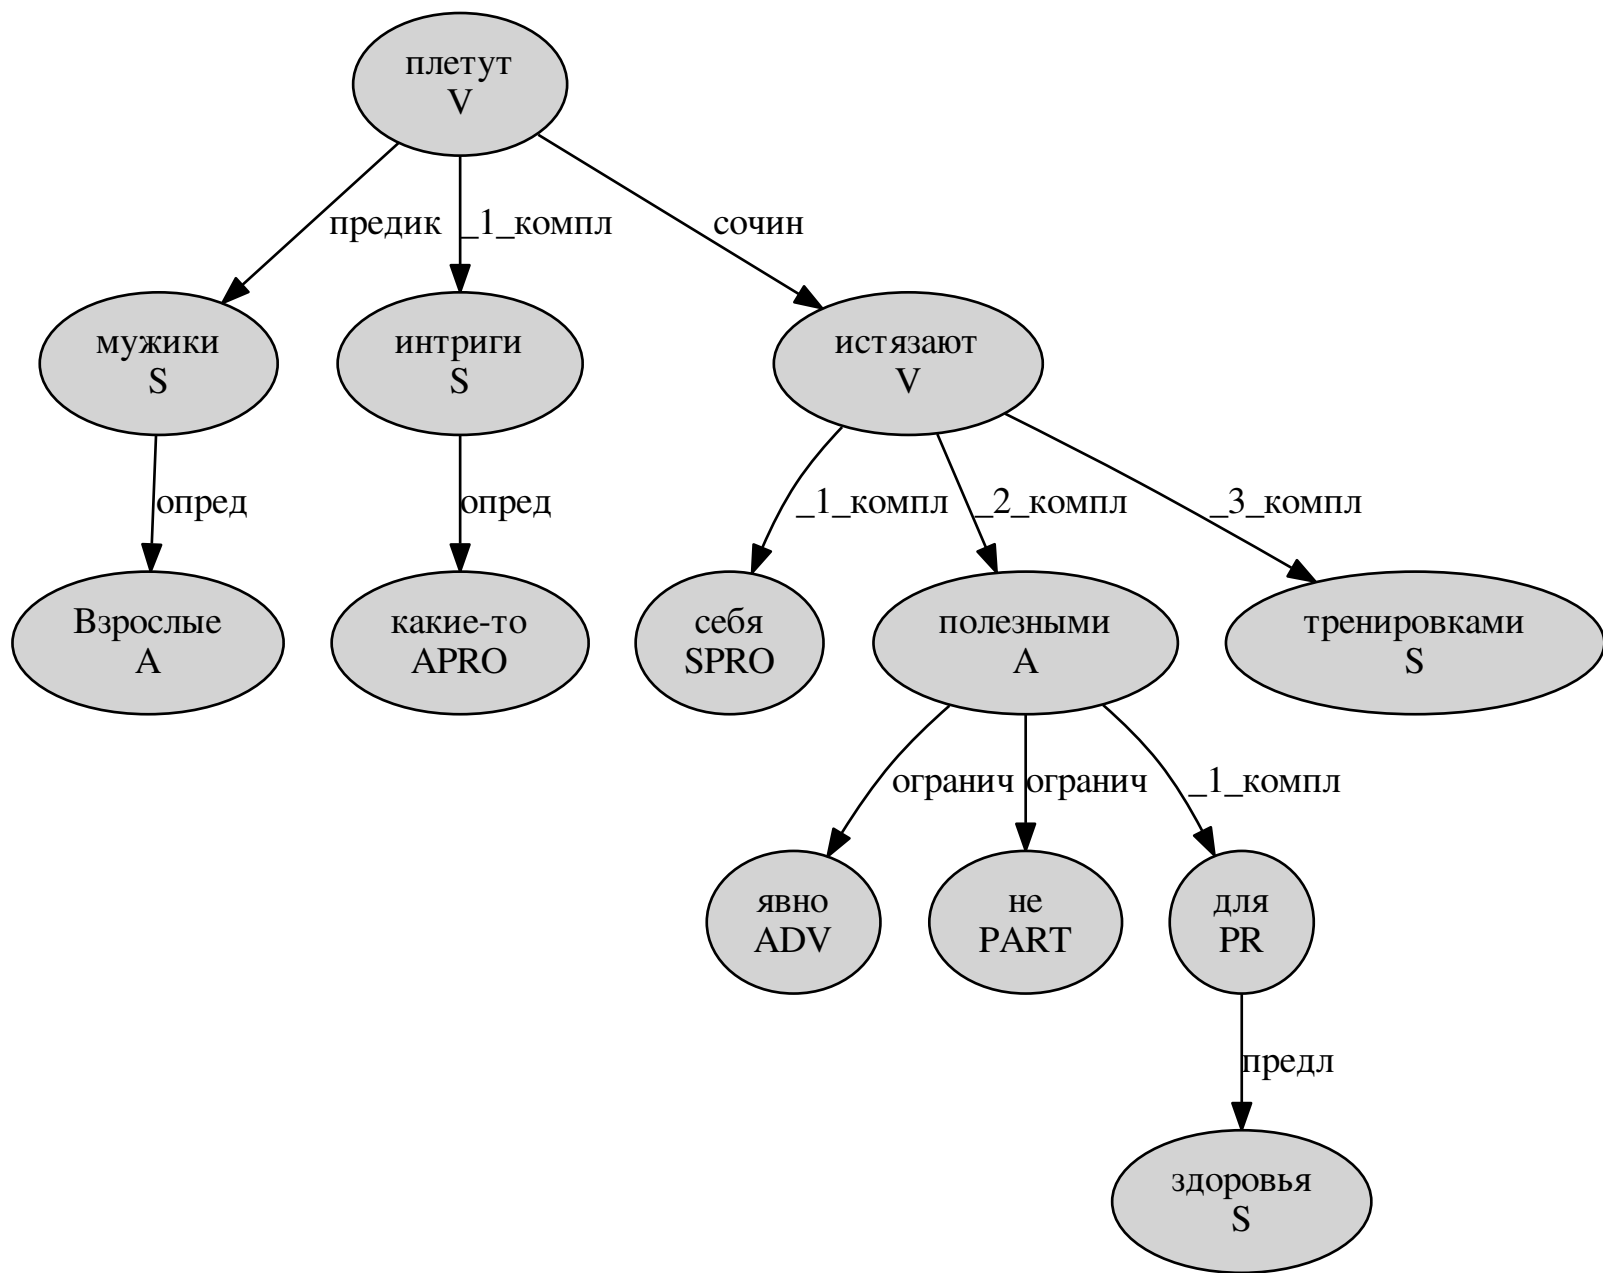 плетут
V
предик
_1_компл
сочин
мужики
S
интриги
S
истязают
V
опред
опред
_1_компл
_2_компл
_3_компл
Взрослые
A
какие-то
APRO
себя
SPRO
полезными
A
тренировками
S
огранич
огранич
_1_компл
явно
ADV
не
PART
для
PR
предл
здоровья
S